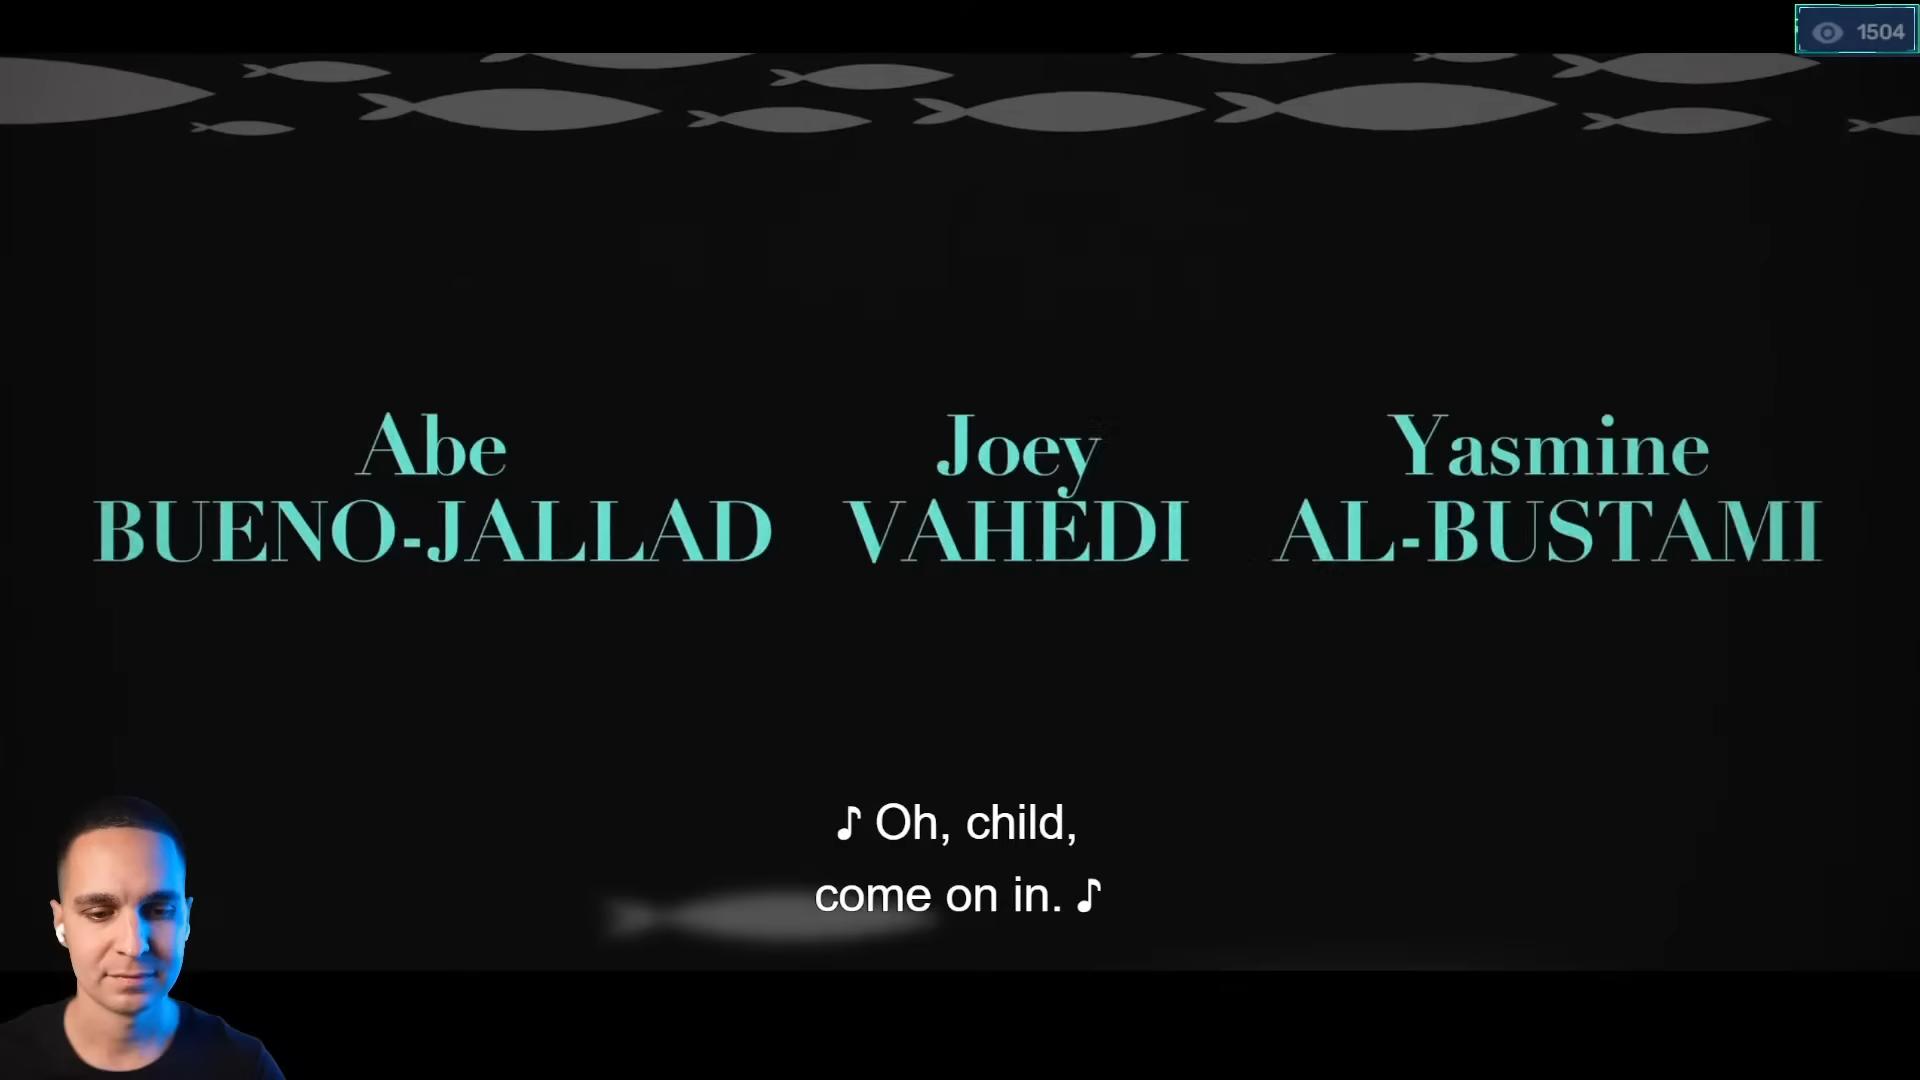 1504
Abe
BUENO-JALLAD
Joey
VAHEDI
Yasmine
AL-BUSTAMI
♪ Oh, child,
come on in. ♪